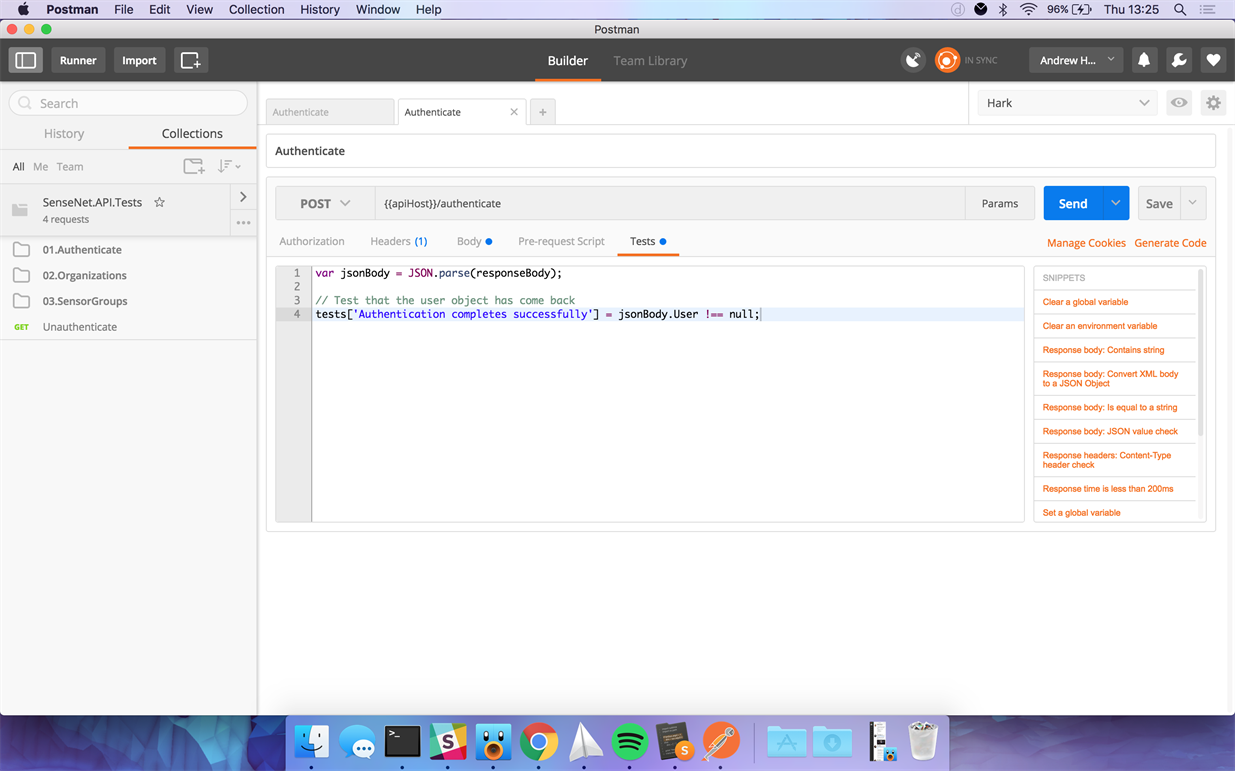 Postman File Edit View Collection History Window Help 96% Thu 13:25
Postman
Runner Import Builder Team Library IN SYNC Andrew H...
Search
History Collections
All Me Team
SenseNet.API.Tests
4 requests
01.Authenticate
02.Organizations
03.SensorGroups
GET Unauthenticate
Authenticate Authenticate × +
Hark
Authenticate
POST {{apiHost}}/authenticate Params Send Save
Authorization Headers (1) Body Pre-request Script Tests Manage Cookies Generate Code
1 var jsonBody = JSON.parse(responseBody);
2
3 // Test that the user object has come back
4 tests['Authentication completes successfully'] = jsonBody.User !== null;
SNIPPETS
Clear a global variable
Clear an environment variable
Response body: Contains string
Response body: Convert XML body
to a JSON Object
Response body: Is equal to a string
Response body: JSON value check
Response headers: Content-Type
header check
Response time is less than 200ms
Set a global variable